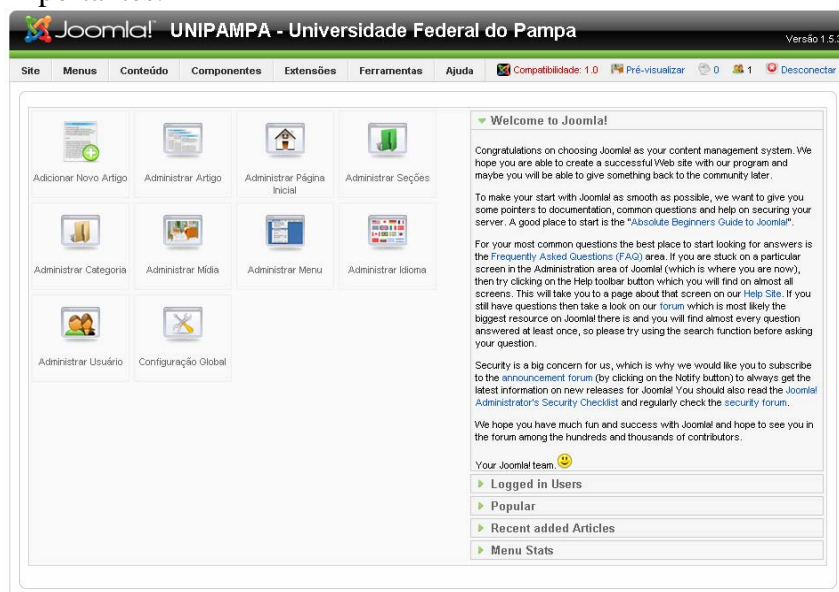 Joomla! UNIPAMPA - Universidade Federal do Pampa
Versão 1.5.
Site Menus Conteúdo Componentes Extensões Ferramentas Ajuda Compatibilidade: 1.0 Pré-visualizar 0 1 Desconectar
Adicionar Novo Artigo
Administrar Artigo
Administrar Página
Inicial
Administrar Seções
Administrar Categoria
Administrar Mídia
Administrar Menu
Administrar Idioma
Administrar Usuário
Configuração Global
Welcome to Joomla!
Congratulations on choosing Joomla! as your content management system. We
hope you are able to create a successful Web site with our program and
maybe you will be able to give something back to the community later.
To make your start with Joomla! as smooth as possible, we want to give you
some pointers to documentation, common questions and help on securing your
server. A good place to start is the "Absolute Beginners Guide to Joomla!".
For your most common questions the best place to start looking for answers is
the Frequently Asked Questions (FAQ) area. If you are stuck on a particular
screen in the Administration area of Joomla! (which is where you are now),
then try clicking on the Help toolbar button which you will find on almost all
screens. This will take you to a page about that screen on our Help Site. If you
still have questions then take a look on our forum which is most likely the
biggest resource on Joomla! there is and you will find almost every question
answered at least once, so please try using the search function before asking
your question.
Security is a big concern for us, which is why we would like you to subscribe
to the announcement forum (by clicking on the Notify button) to always get the
latest information on new releases for Joomla! You should also read the Joomla!
Administrator's Security Checklist and regularly check the security forum.
We hope you have much fun and success with Joomla! and hope to see you in
the forum among the hundreds and thousands of contributors.
Your Joomla! team.
Logged in Users
Popular
Recent added Articles
Menu Stats